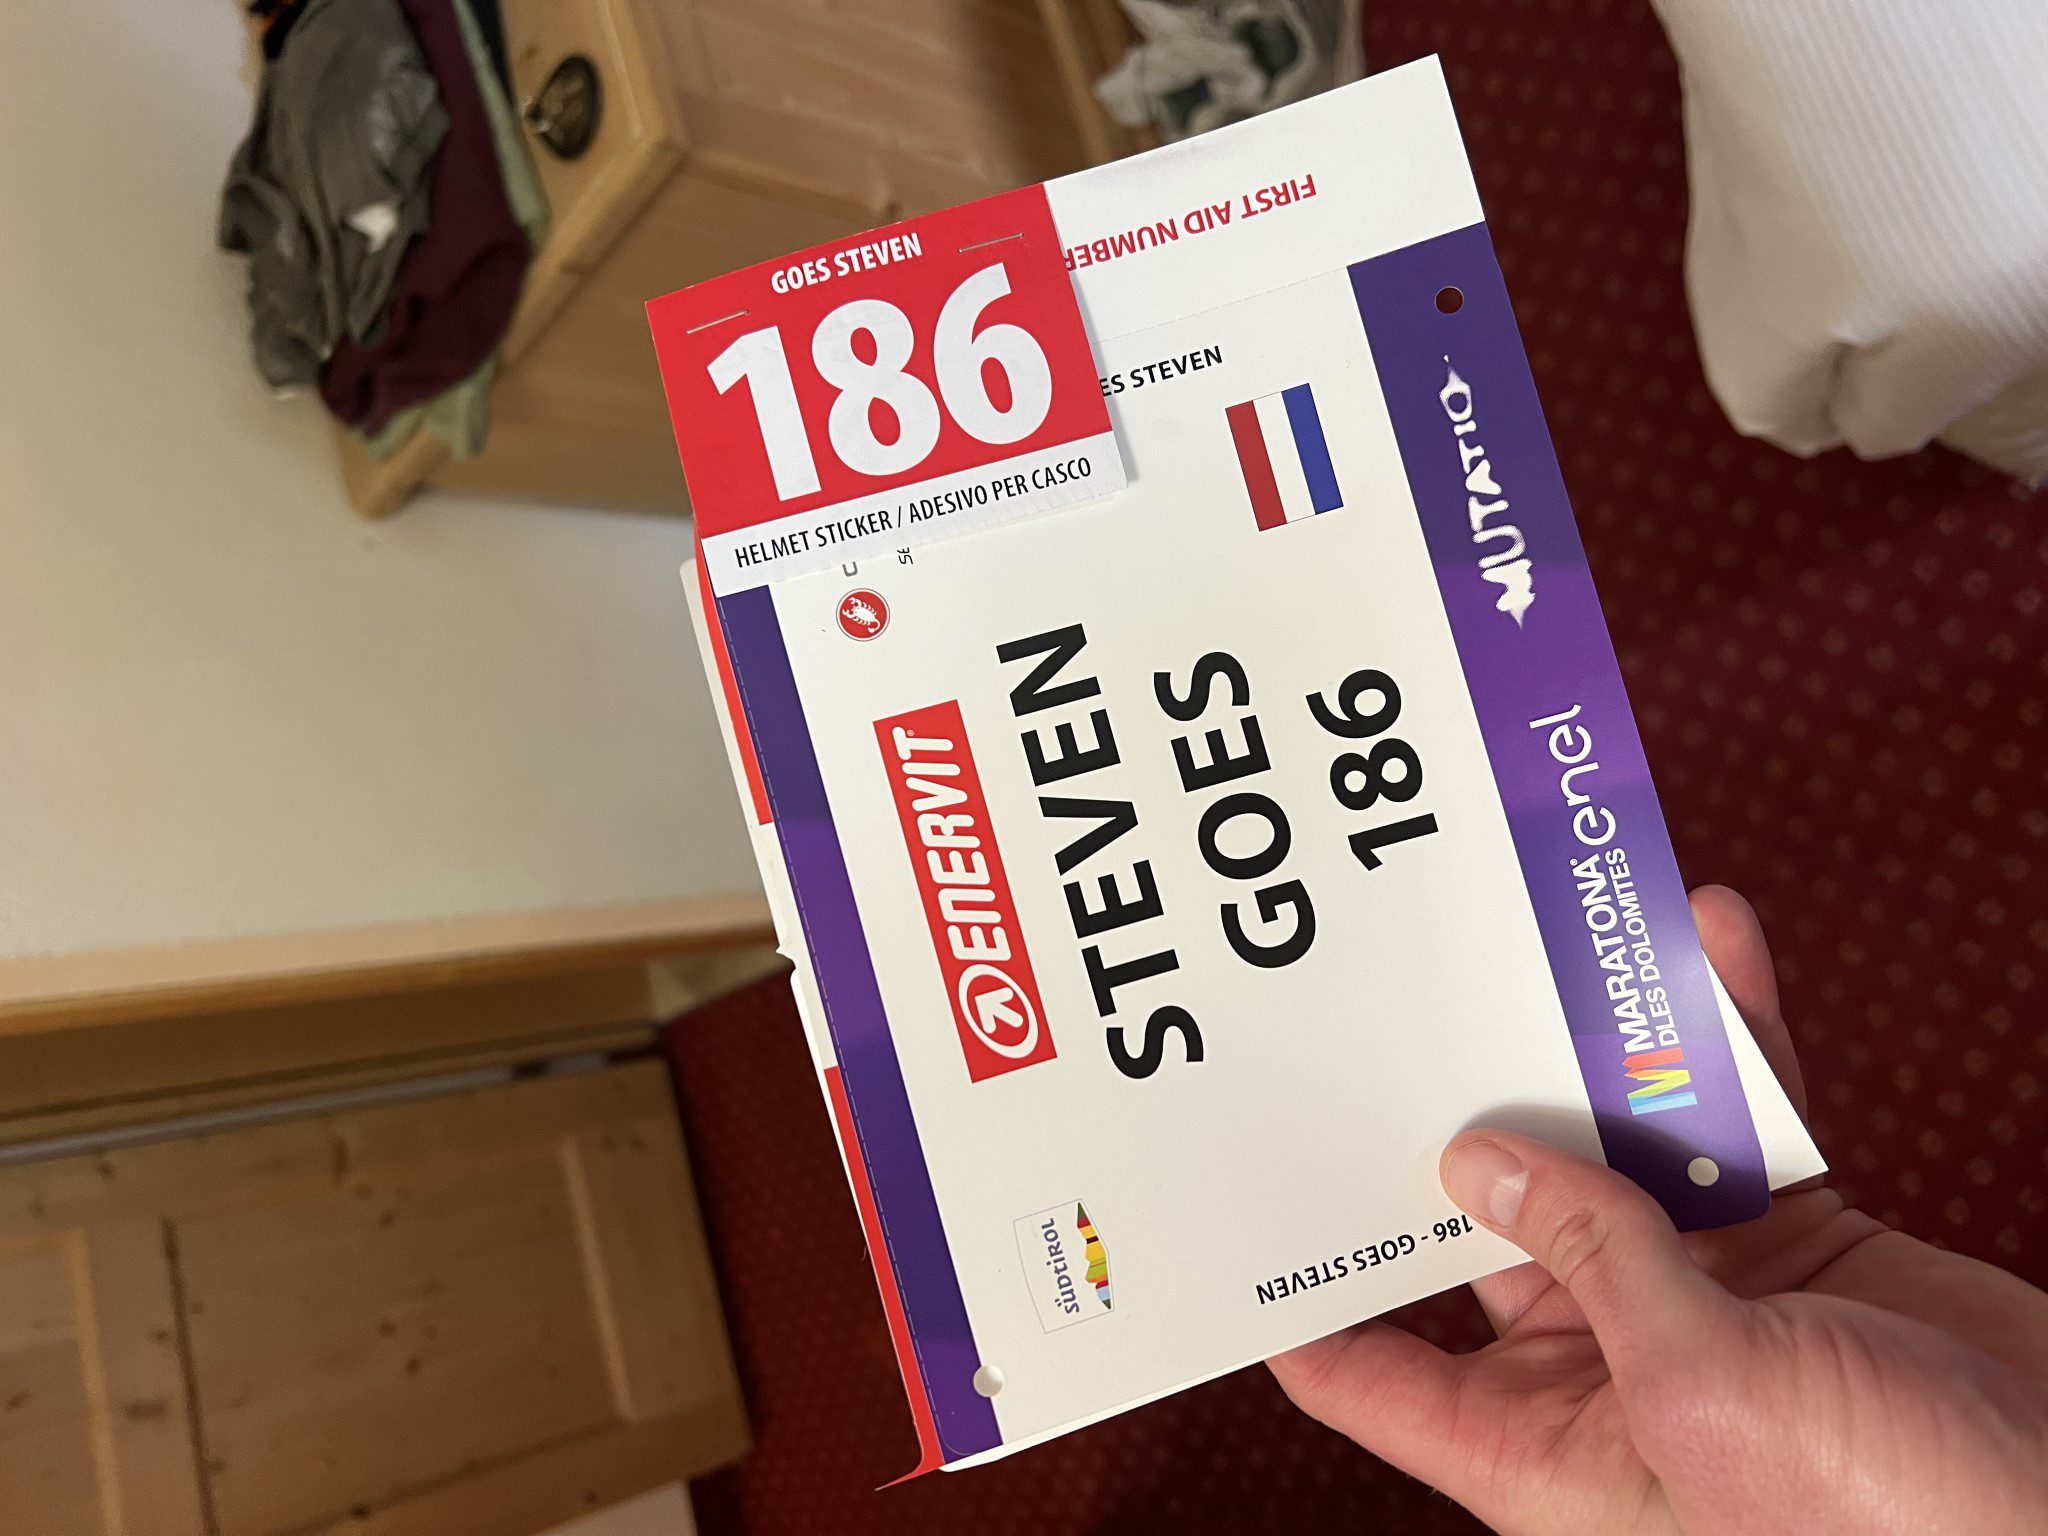 GOES STEVEN
186
HELMET STICKER / ADESIVO PER CASCO
FIRST AID NUMBER
ES STEVEN
ENERVIT
STEVEN
GOES
186
MUTATIO
MARATONA enel
DLES DOLOMITES
südtirol
186 - GOES STEVEN